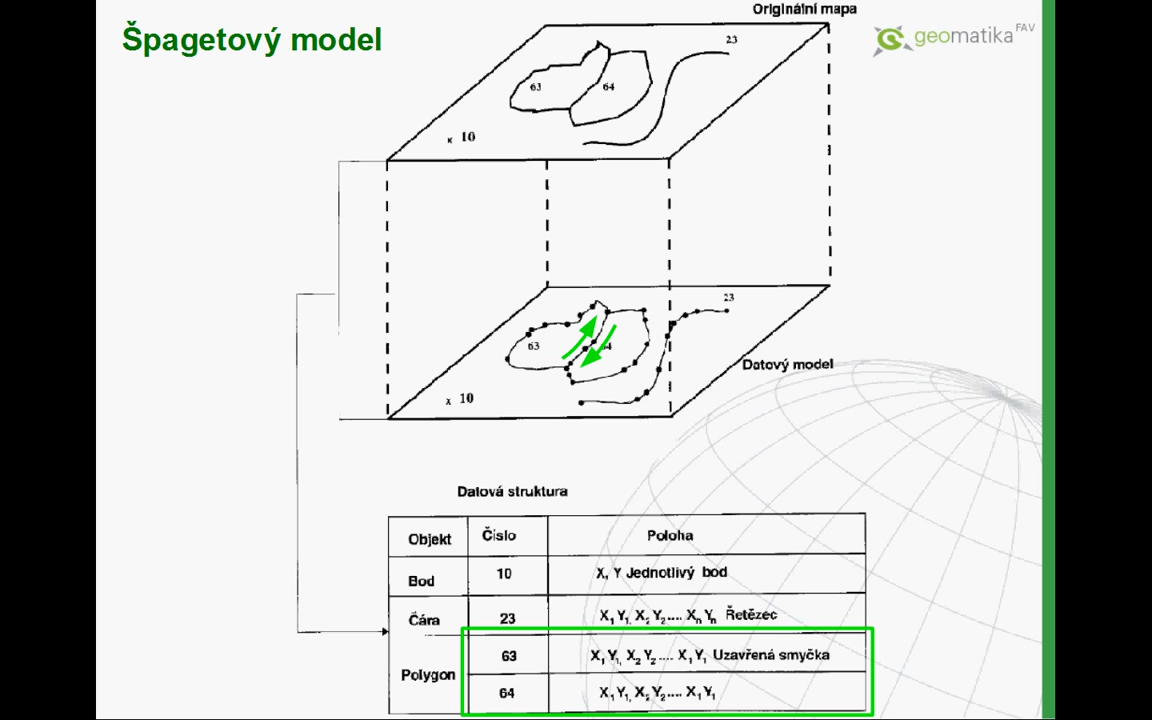 Originální mapa
Špagetový model
geomatika FAV
23
63
64
x 10
23
63
64
Datový model
x 10
Datová struktura
Objekt Číslo Poloha
Bod 10 X, Y Jednotlivý bod
Čára 23 X₁ Y₁, X₂ Y₂.... Xₙ Yₙ Řetězec
Polygon
63 X₁ Y₁, X₂ Y₂.... X₁ Y₁ Uzavřená smyčka
64 X₁ Y₁, X₂ Y₂.... X₁ Y₁